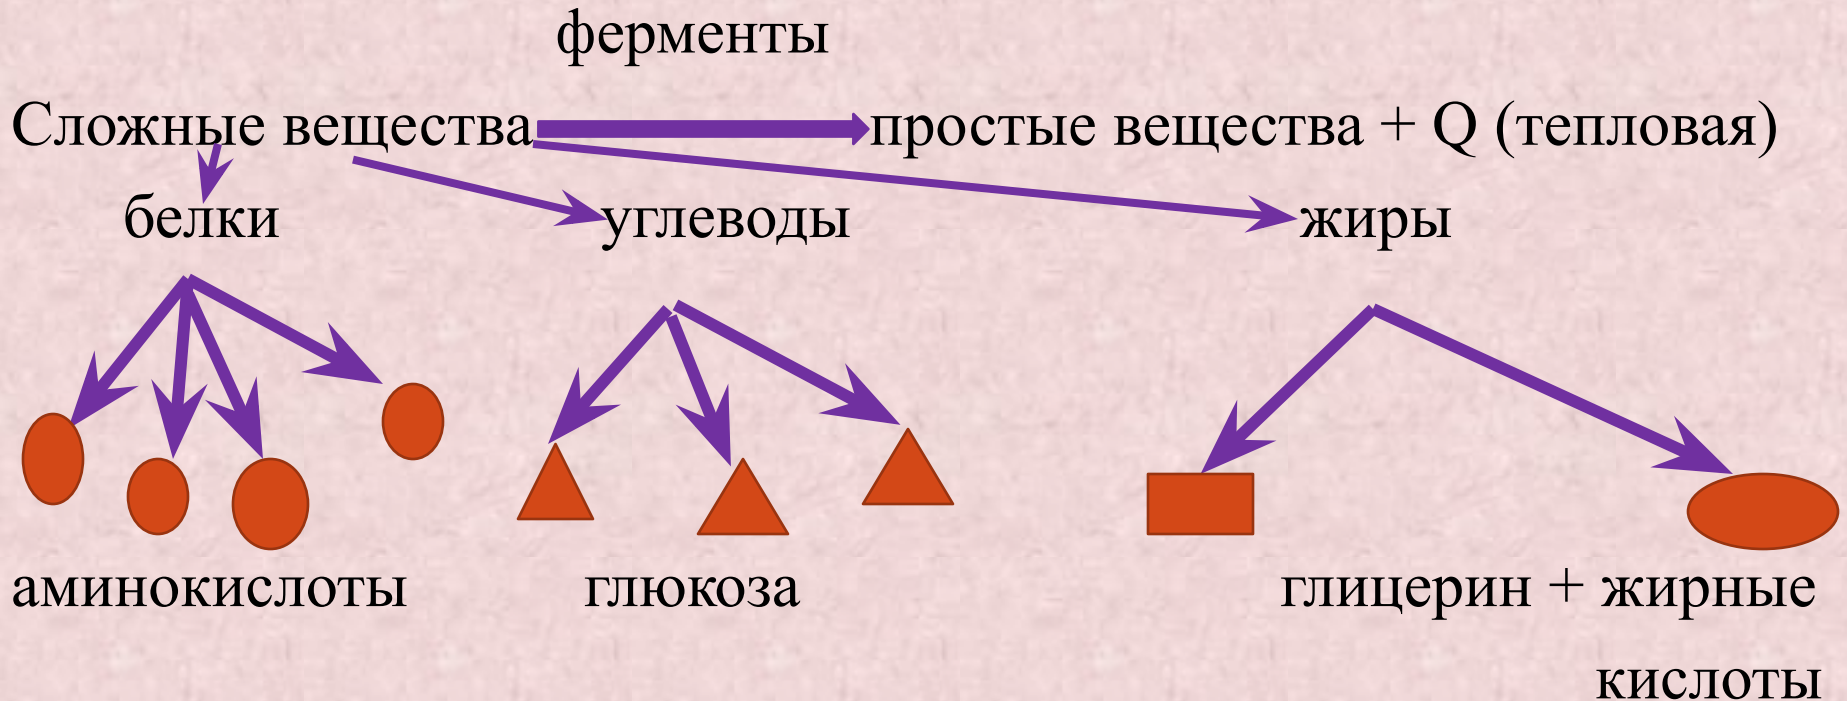 ферменты
Сложные вещества простые вещества + Q (тепловая)
белки углеводы жиры
аминокислоты глюкоза глицерин + жирные
кислоты